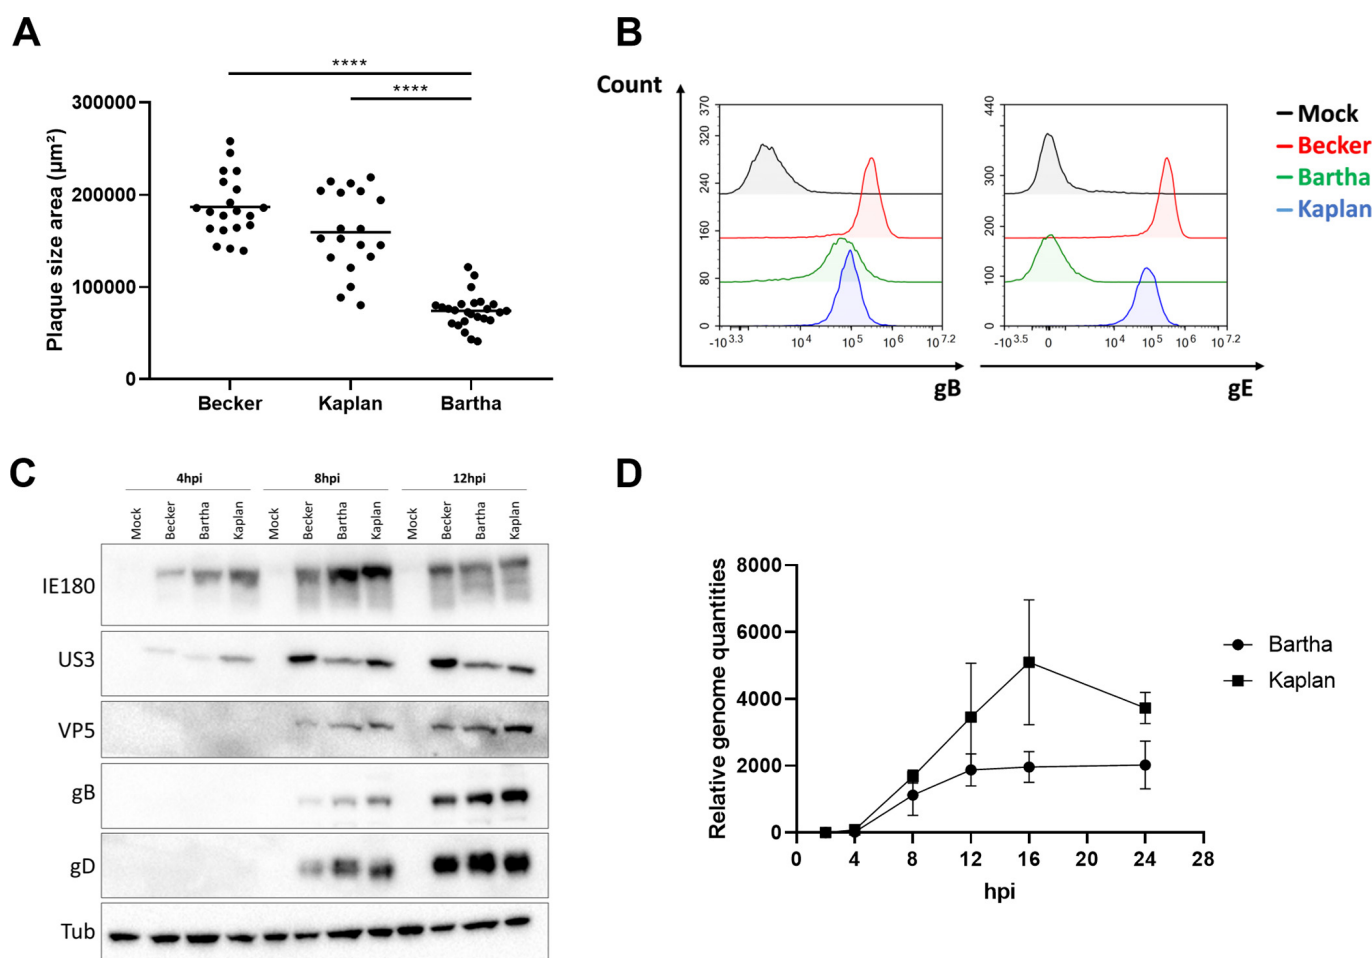 A
****
****
Plaque size area (µm²)
300000
200000
100000
0
Becker Kaplan Bartha
B
Count
370
320
240
160
80
0
-10^3.3 10^4 10^5 10^6 10^7.2
gB
440
300
200
100
0
-10^3.5 0 10^4 10^5 10^6 10^7.2
gE
Mock
Becker
Bartha
Kaplan
C
4hpi 8hpi 12hpi
Mock Becker Bartha Kaplan Mock Becker Bartha Kaplan Mock Becker Bartha Kaplan
IE180
US3
VP5
gB
gD
Tub
D
Relative genome quantities
8000
6000
4000
2000
0
0 4 8 12 16 20 24 28
hpi
Bartha
Kaplan